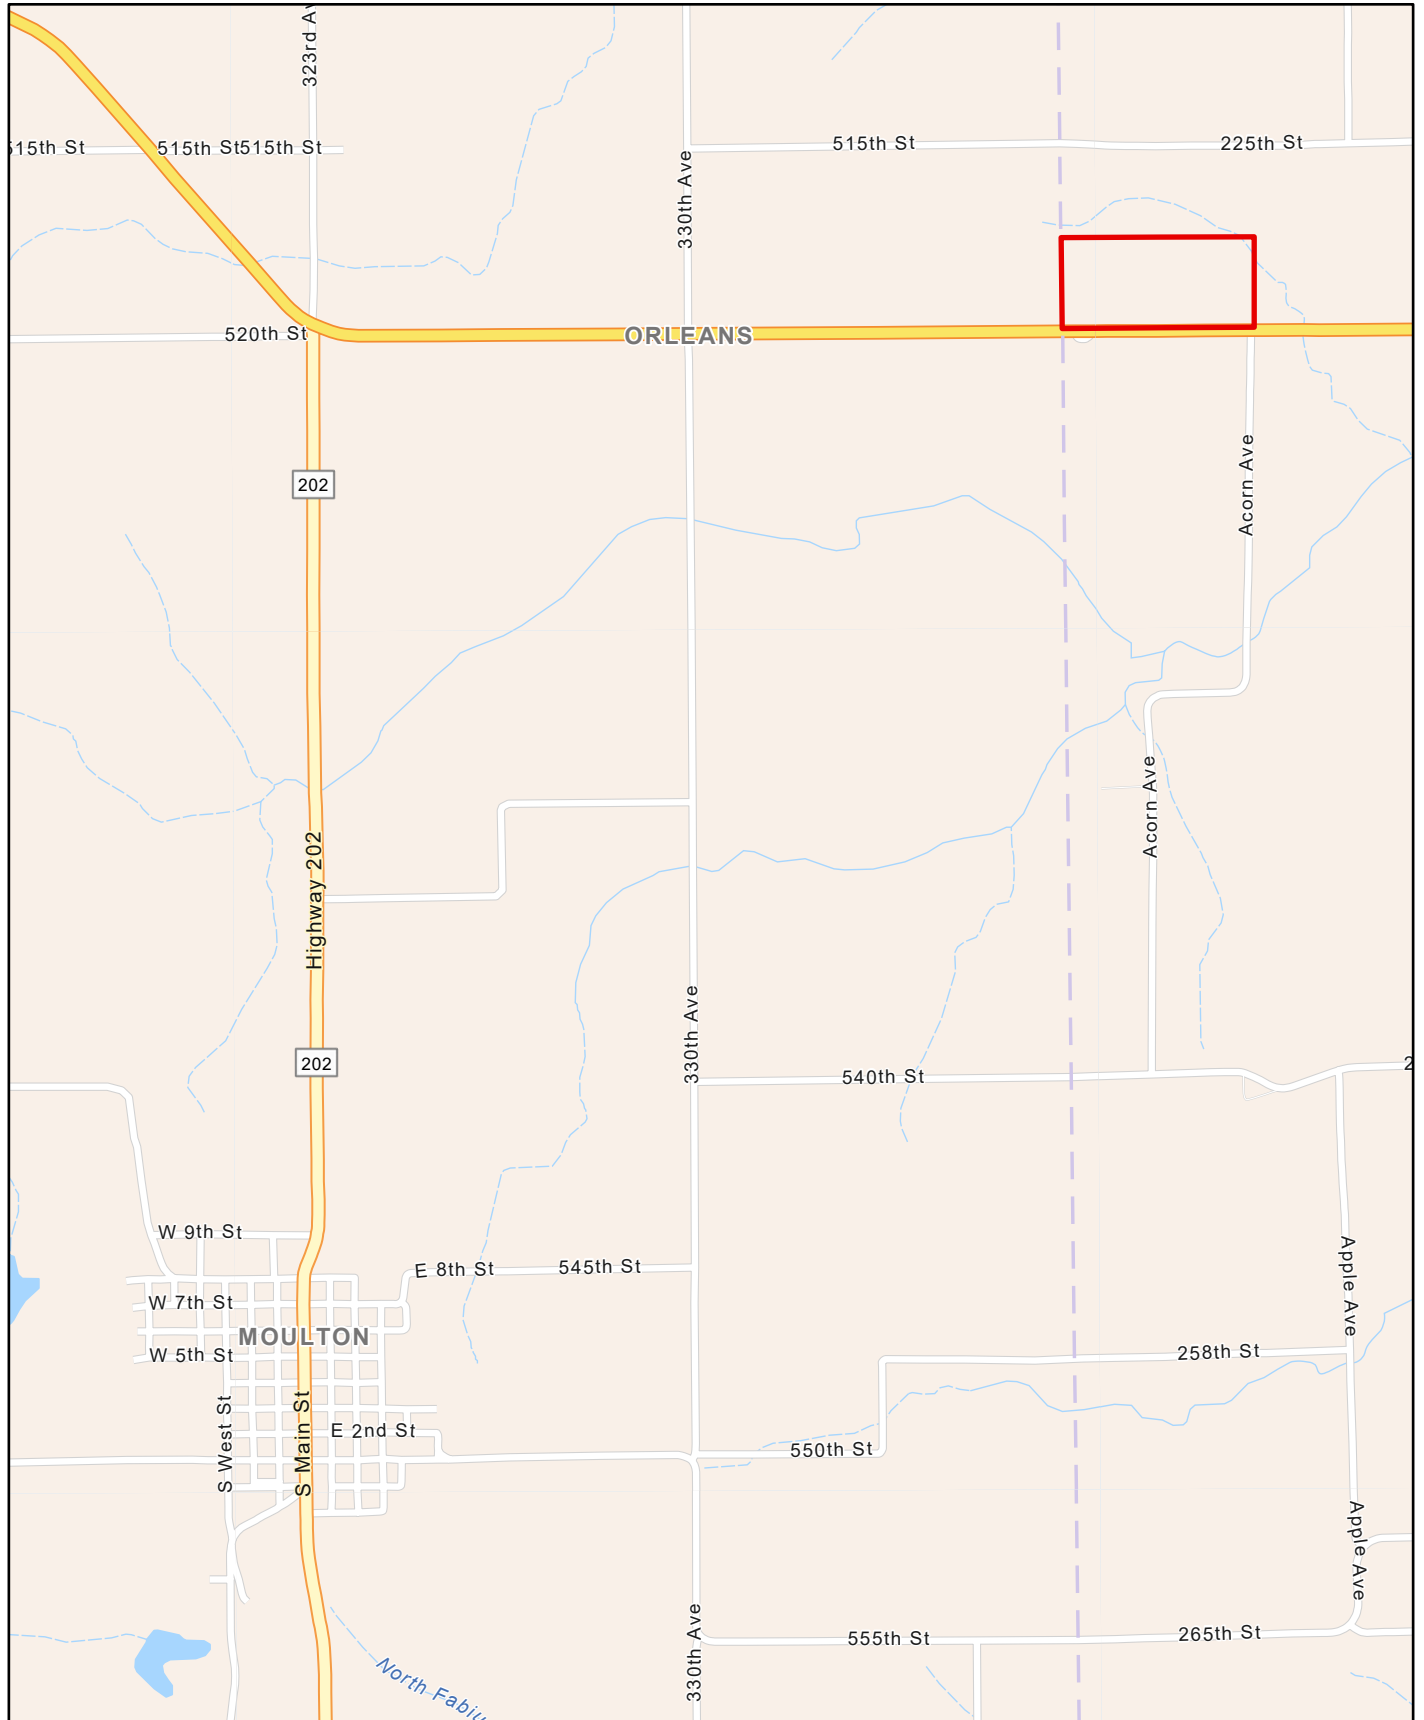 323rd Av
515th St
515th St
515th St
515th St
225th St
330th Ave
520th St
ORLEANS
202
Acorn Ave
Acorn Ave
Highway 202
330th Ave
202
540th St
2
W 9th St
E 8th St
545th St
W 7th St
MOULTON
W 5th St
Apple Ave
258th St
S West St
S Main St
E 2nd St
550th St
Apple Ave
330th Ave
555th St
265th St
North Fabiu